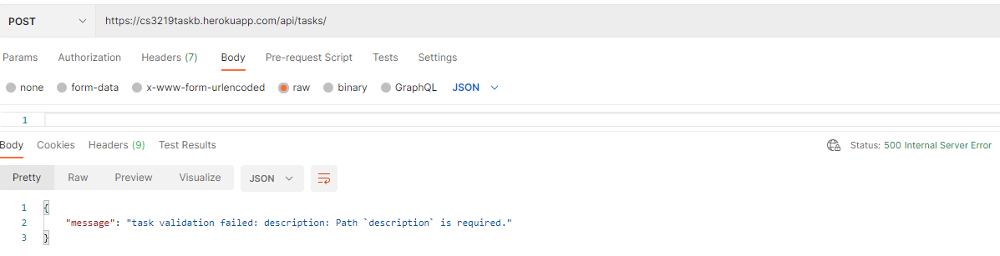 POST https://cs3219taskb.herokuapp.com/api/tasks/
Params Authorization Headers (7) Body Pre-request Script Tests Settings
none form-data x-www-form-urlencoded raw binary GraphQL JSON
1
Body Cookies Headers (9) Test Results Status: 500 Internal Server Error
Pretty Raw Preview Visualize JSON
1 {
2 "message": "task validation failed: description: Path `description` is required."
3 }